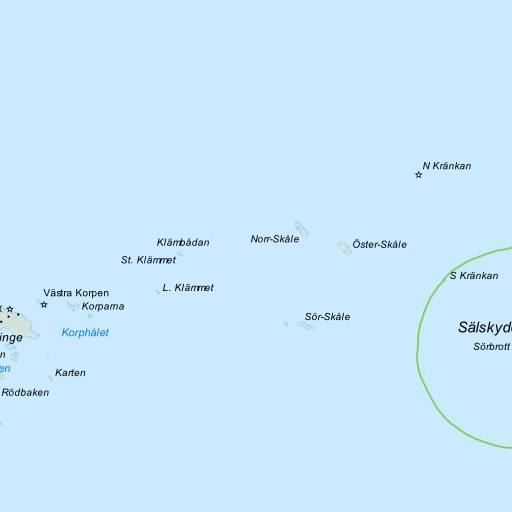 N Kränkan
Klämbådan
Norr-Skåle
Öster-Skåle
St. Klämmet
S Kränkan
L. Klämmet
Västra Korpen
Korparna
Sör-Skåle
Sälskyd
Korphålet
inge
Sörbrott
n
en
Karten
Rödbaken